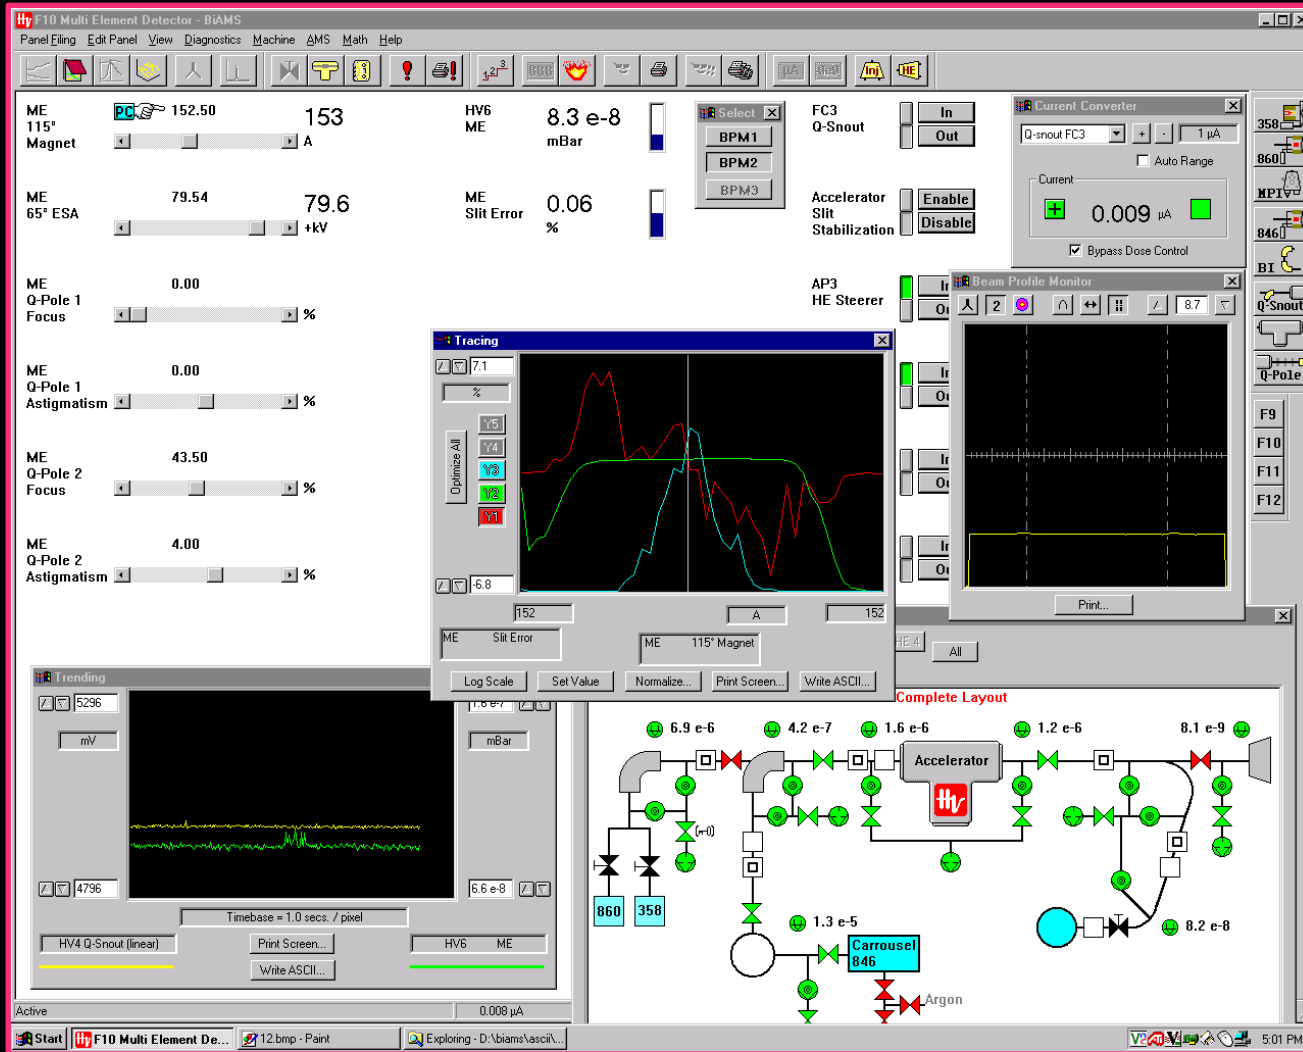 F10 Multi Element Detector - BiAMS
Panel Filing Edit Panel View Diagnostics Machine AMS Math Help
Inj
HE
ME
115°
Magnet
PC
152.50
153
A
HV6
ME
8.3 e-8
mBar
Select
BPM1
BPM2
BPM3
FC3
Q-Snout
In
Out
Current Converter
Q-snout FC3
+
-
1 µA
Auto Range
Current
0.009 µA
Bypass Dose Control
358
860
MPI
846
BI
Q-Snout
Q-Pole
F9
F10
F11
F12
ME
65° ESA
79.54
79.6
+kV
ME
Slit Error
0.06
%
Accelerator
Slit
Stabilization
Enable
Disable
ME
Q-Pole 1
Focus
0.00
%
AP3
HE Steerer
Beam Profile Monitor
2
8.7
Print...
ME
Q-Pole 1
Astigmatism
0.00
%
ME
Q-Pole 2
Focus
43.50
%
ME
Q-Pole 2
Astigmatism
4.00
%
Tracing
7.1
%
Optimize All
Y5
Y4
Y3
Y2
Y1
-6.8
152
A
152
ME Slit Error
ME 115° Magnet
Log Scale
Set Value
Normalize...
Print Screen...
Write ASCII...
HE 4
All
Trending
5296
mV
4796
1.6 e-7
mBar
6.6 e-8
Timebase = 1.0 secs. / pixel
HV4 Q-Snout (linear)
Print Screen...
HV6 ME
Write ASCII...
Complete Layout
6.9 e-6
4.2 e-7
1.6 e-6
1.2 e-6
8.1 e-9
Accelerator
860
358
1.3 e-5
8.2 e-8
Carrousel
846
Argon
Active
0.008 µA
Start
F10 Multi Element De...
12.bmp - Paint
Exploring - D:\biams\ascii\...
5:01 PM